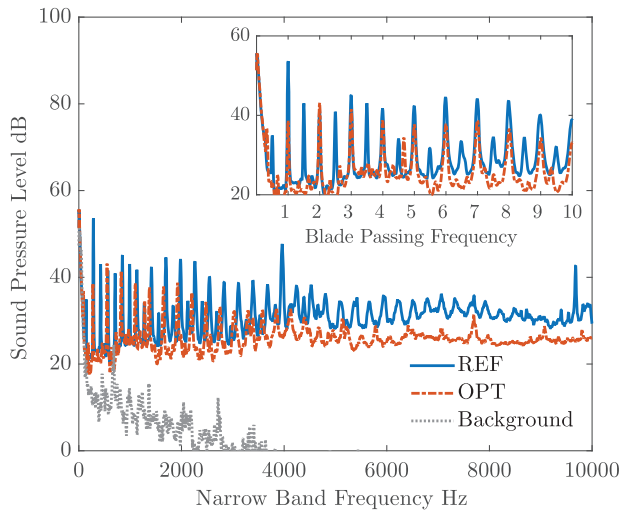 Sound Pressure Level dB
100
80
60
40
20
0
60
40
20
1 2 3 4 5 6 7 8 9 10
Blade Passing Frequency
REF
OPT
Background
0 2000 4000 6000 8000 10000
Narrow Band Frequency Hz